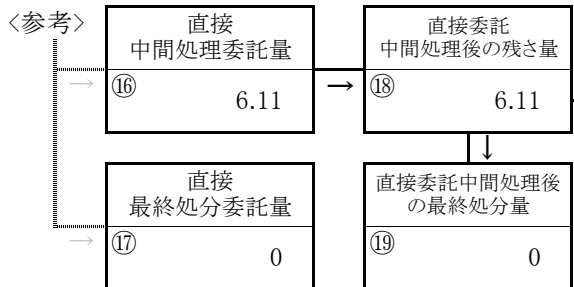 〈参考〉
直接
中間処理委託量
⑯
6.11
→
→
直接委託
中間処理後の残さ量
⑱
6.11
↓
直接
最終処分委託量
⑰
0
→
直接委託中間処理後
の最終処分量
⑲
0